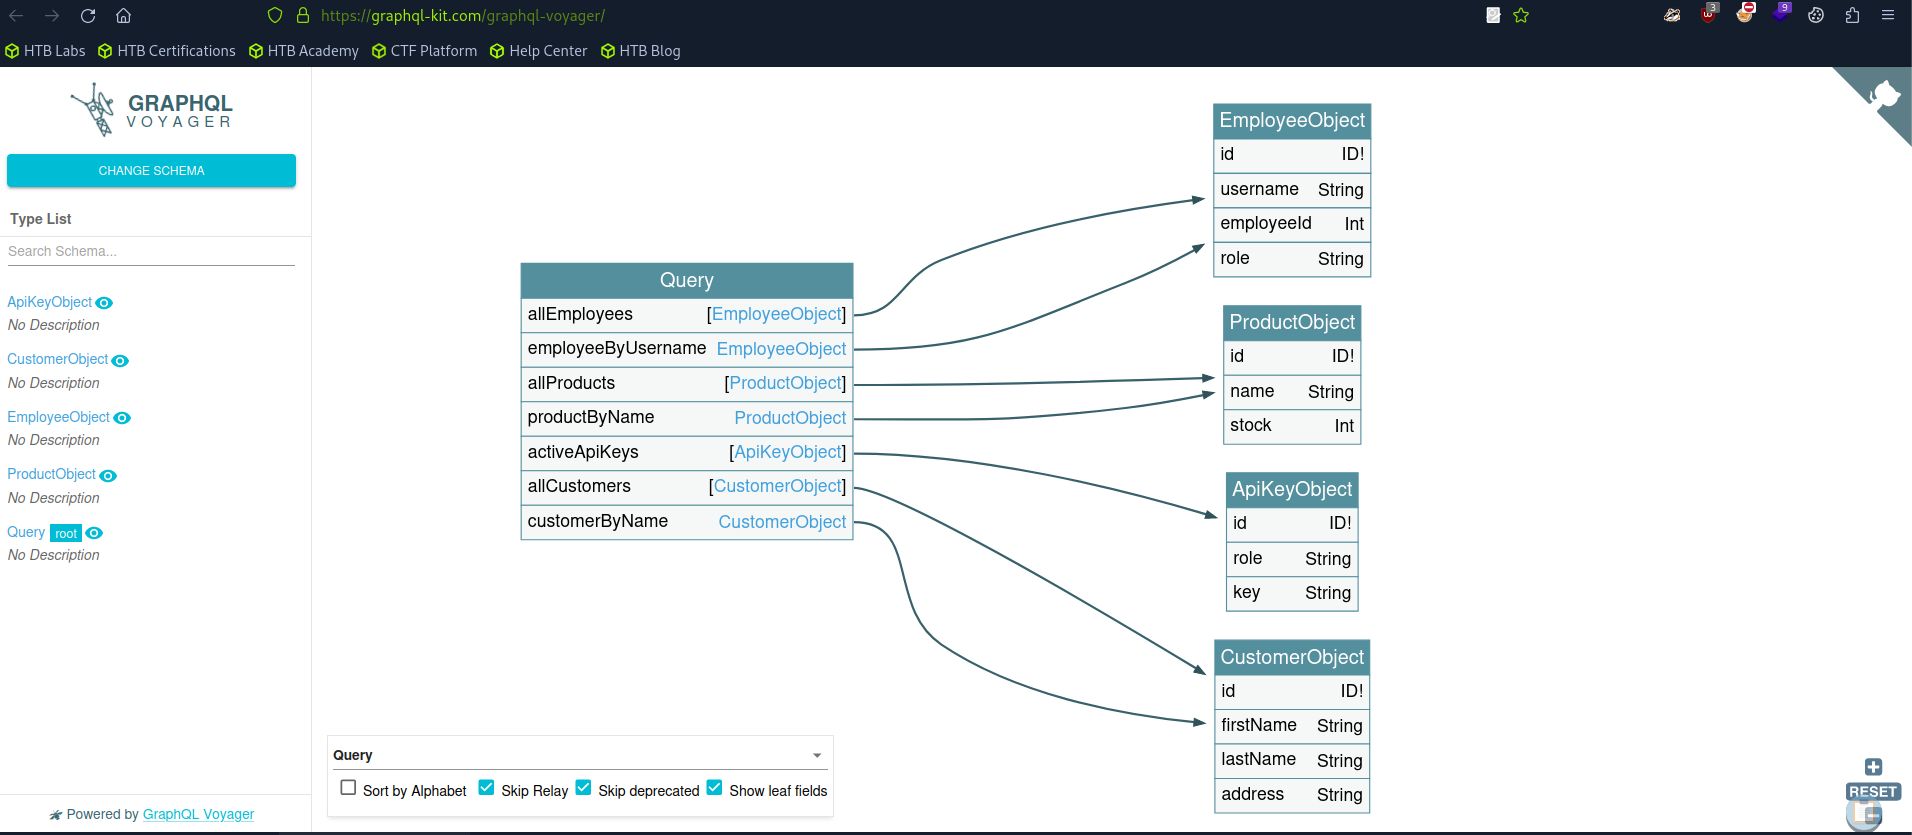 https://graphql-kit.com/graphql-voyager/
3
9
HTB Labs HTB Certifications HTB Academy CTF Platform Help Center HTB Blog
GRAPHQL
VOYAGER
CHANGE SCHEMA
Type List
Search Schema...
ApiKeyObject
No Description
CustomerObject
No Description
EmployeeObject
No Description
ProductObject
No Description
Query root
No Description
Powered by GraphQL Voyager
Query
allEmployees [EmployeeObject]
employeeByUsername EmployeeObject
allProducts [ProductObject]
productByName ProductObject
activeApiKeys [ApiKeyObject]
allCustomers [CustomerObject]
customerByName CustomerObject
EmployeeObject
id ID!
username String
employeeId Int
role String
ProductObject
id ID!
name String
stock Int
ApiKeyObject
id ID!
role String
key String
CustomerObject
id ID!
firstName String
lastName String
address String
Query
Sort by Alphabet Skip Relay Skip deprecated Show leaf fields
RESET